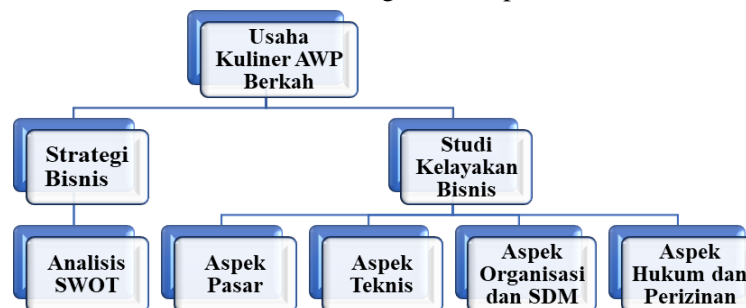 Usaha
Kuliner AWP
Berkah
Strategi
Bisnis
Studi
Kelayakan
Bisnis
Analisis
SWOT
Aspek
Pasar
Aspek
Teknis
Aspek
Organisasi
dan SDM
Aspek
Hukum dan
Perizinan